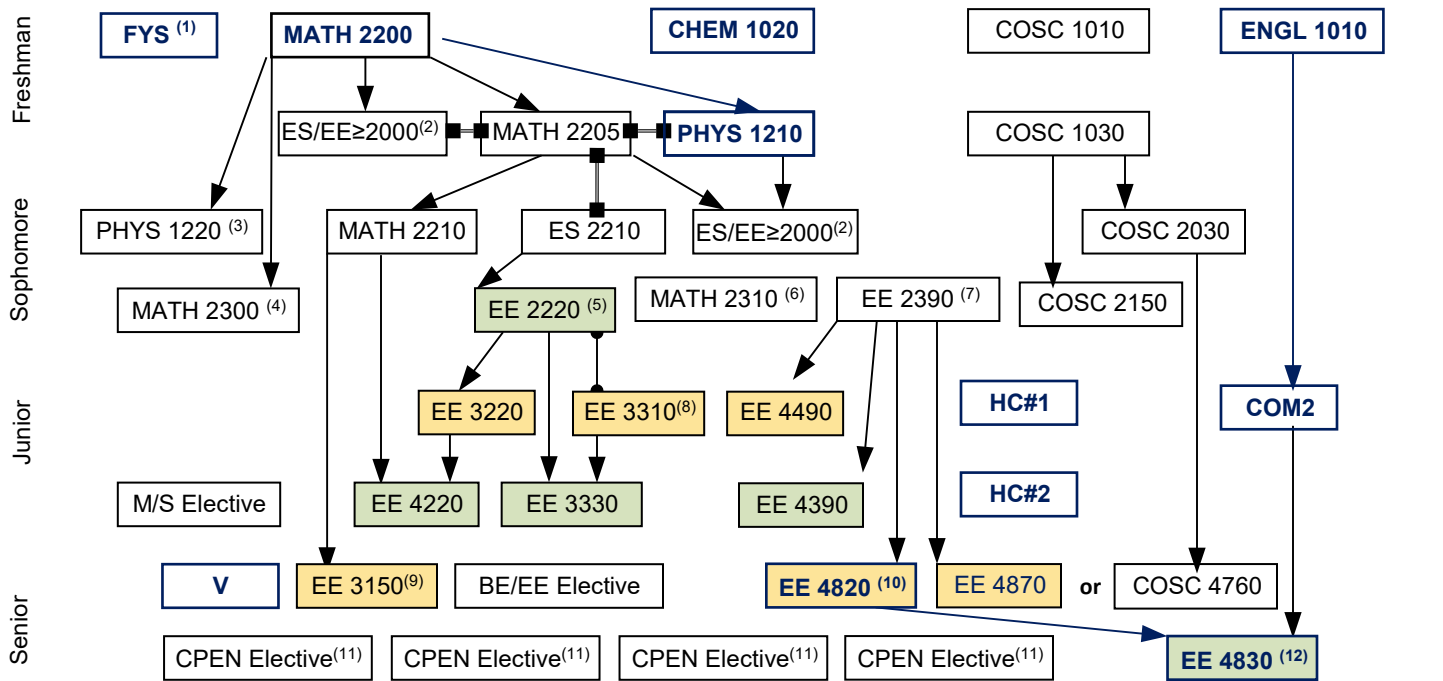 Freshman
FYS (1)
MATH 2200
CHEM 1020
COSC 1010
ENGL 1010
ES/EE≥2000(2)
MATH 2205
PHYS 1210
COSC 1030
Sophomore
PHYS 1220 (3)
MATH 2210
ES 2210
ES/EE≥2000(2)
COSC 2030
MATH 2300 (4)
EE 2220 (5)
MATH 2310 (6)
EE 2390 (7)
COSC 2150
Junior
EE 3220
EE 3310(8)
EE 4490
HC#1
COM2
M/S Elective
EE 4220
EE 3330
EE 4390
HC#2
Senior
V
EE 3150(9)
BE/EE Elective
EE 4820 (10)
EE 4870
or
COSC 4760
CPEN Elective(11)
CPEN Elective(11)
CPEN Elective(11)
CPEN Elective(11)
EE 4830 (12)